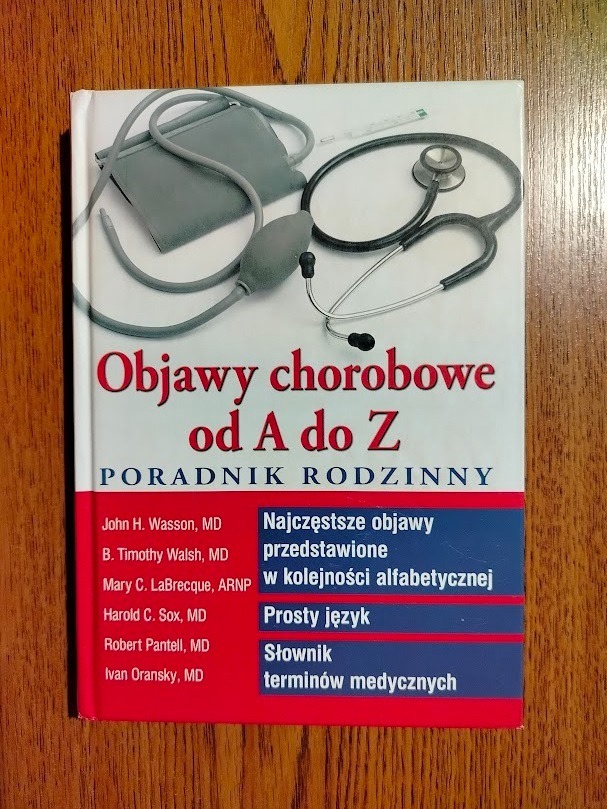 Objawy chorobowe
od A do Z
PORADNIK RODZINNY
John H. Wasson, MD
B. Timothy Walsh, MD
Mary C. LaBrecque, ARNP
Harold C. Sox, MD
Robert Pantell, MD
Ivan Oransky, MD
Najczęstsze objawy
przedstawione
w kolejności alfabetycznej
Prosty język
Słownik
terminów medycznych